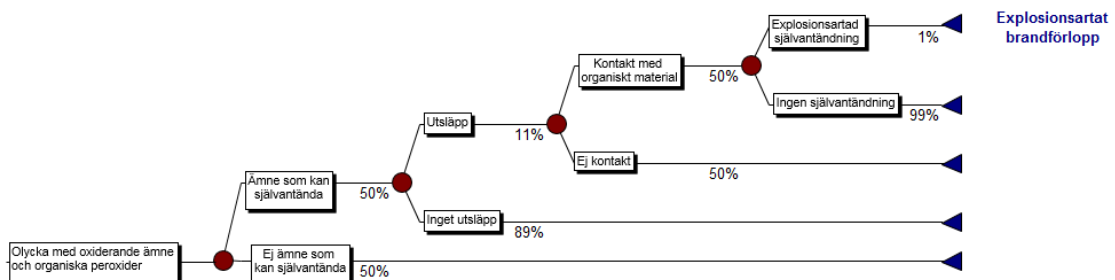 Explosionsartad
självantändning
1%
Explosionsartat
brandförlopp
Kontakt med
organiskt material
50%
Ingen självantändning
99%
Utsläpp
11%
Ej kontakt
50%
Ämne som kan
självantända
50%
Inget utsläpp
89%
Olycka med oxiderande ämne
och organiska peroxider
Ej ämne som
kan självantända
50%